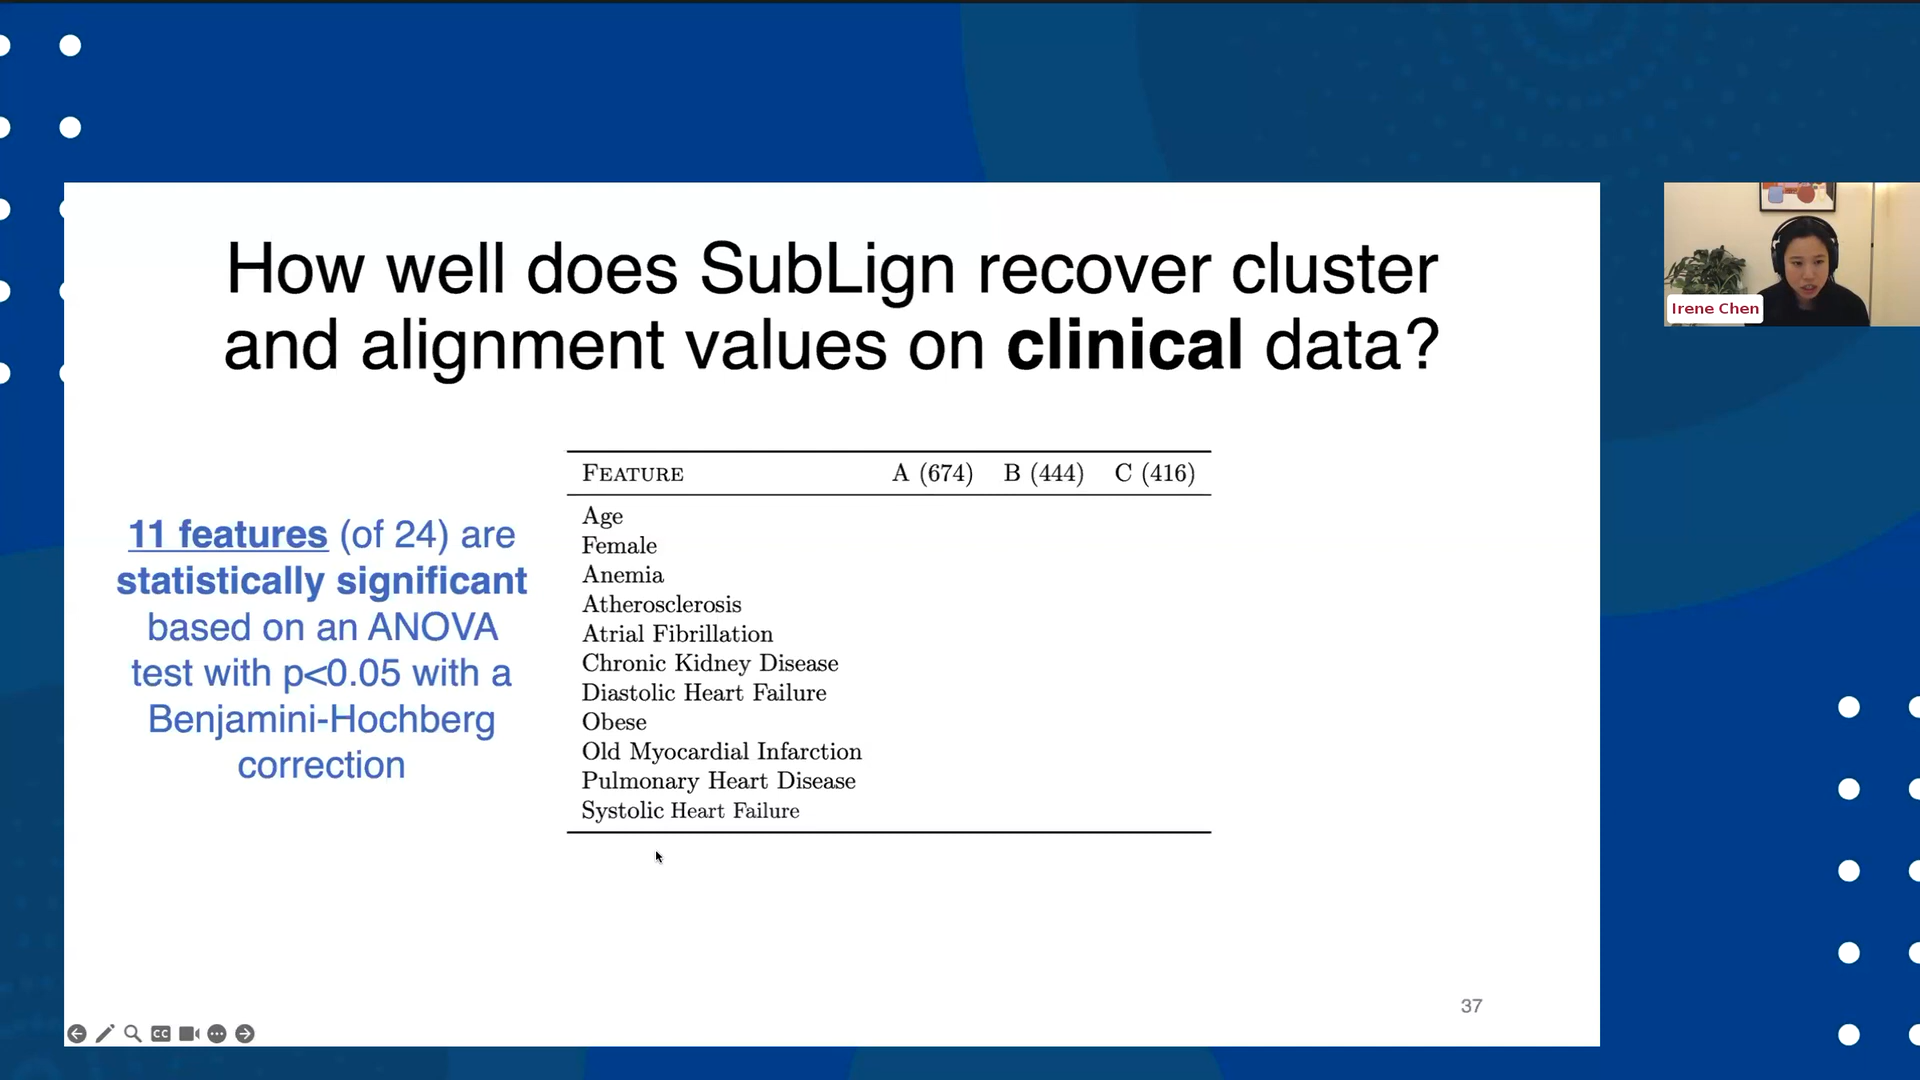 How well does SubLign recover cluster
and alignment values on clinical data?
Irene Chen
11 features (of 24) are
statistically significant
based on an ANOVA
test with p<0.05 with a
Benjamini-Hochberg
correction
FEATURE A (674) B (444) C (416)
Age
Female
Anemia
Atherosclerosis
Atrial Fibrillation
Chronic Kidney Disease
Diastolic Heart Failure
Obese
Old Myocardial Infarction
Pulmonary Heart Disease
Systolic Heart Failure
37
CC